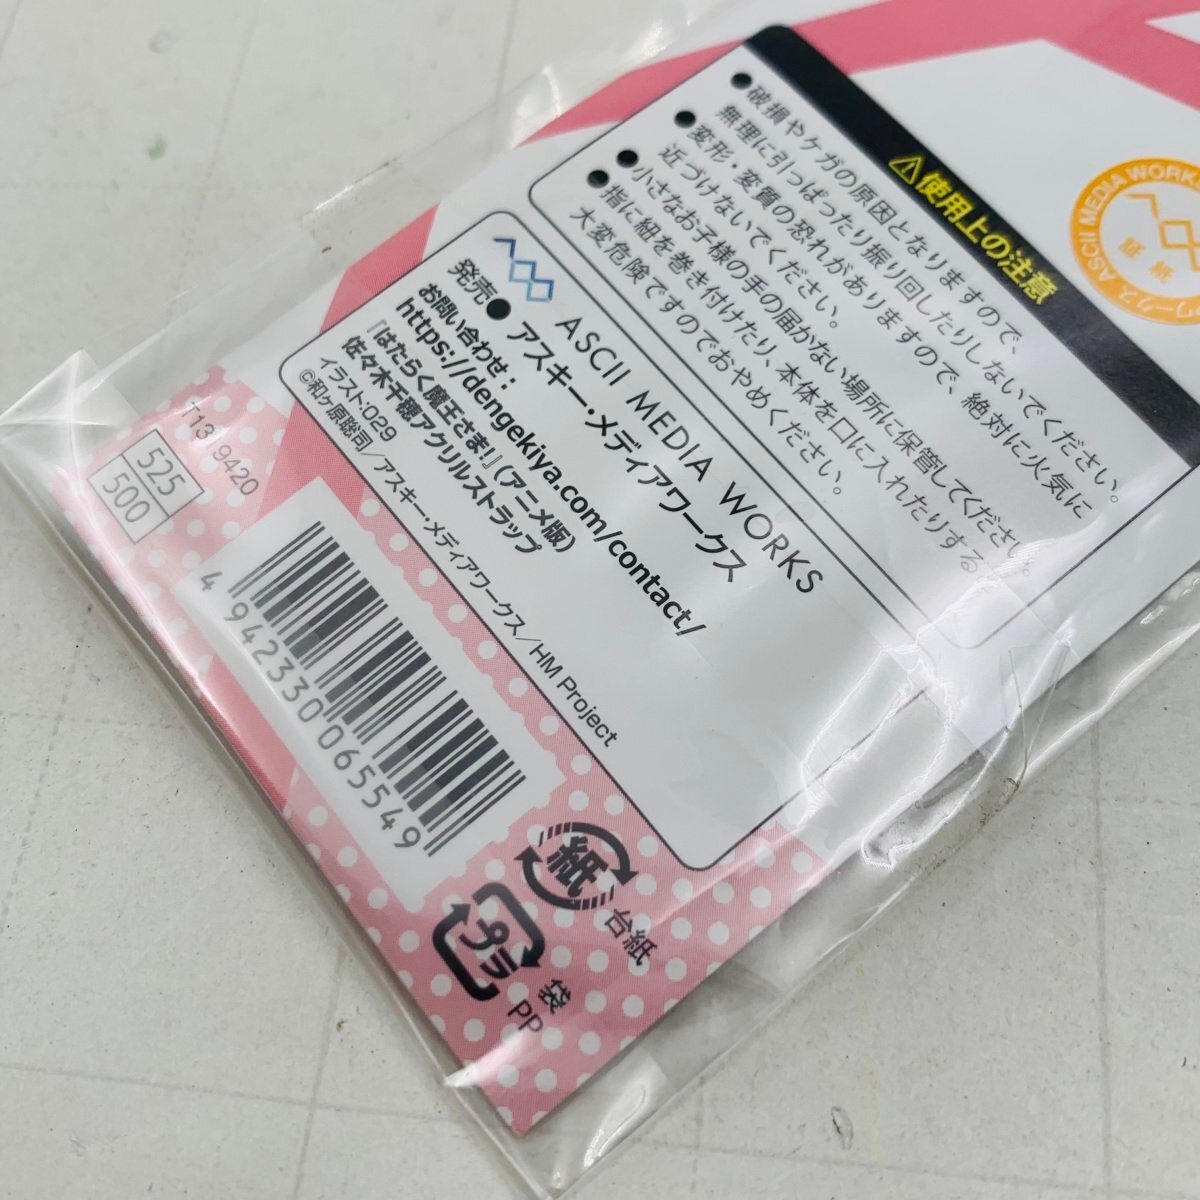 ⚠使用上の注意
●破損やケガの原因となりますので、
無理に引っぱったり振り回したりしないでください。
●変形・変質の恐れがありますので、絶対に火気に
近づけないでください。
●小さなお子様の手の届かない場所に保管してください。
●指に紐を巻き付けたり、本体を口に入れたりすると
大変危険ですのでおやめください。
ASCII MEDIA WORKS
証紙
ASCII MEDIA WORKS
発売●アスキー・メディアワークス
お問い合わせ：
https://dengekiya.com/contact/
『はたらく魔王さま!』(アニメ版)
佐々木千穂アクリルストラップ
イラスト:029
©和ヶ原聡司/アスキー・メディアワークス/HM Project
T13 9420
525
500
4 942330 065549
紙
台紙
プラ
袋
PP